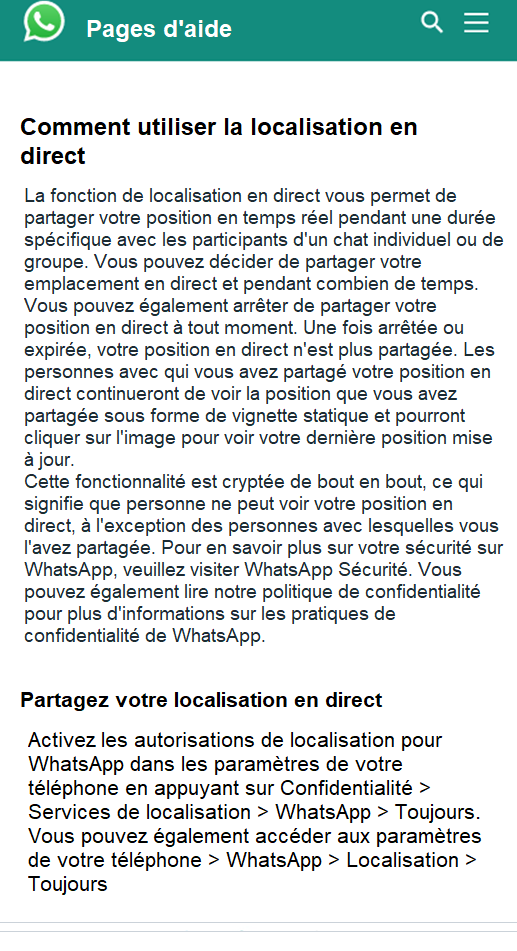 Pages d'aide
Comment utiliser la localisation en
direct
La fonction de localisation en direct vous permet de
partager votre position en temps réel pendant une durée
spécifique avec les participants d'un chat individuel ou de
groupe. Vous pouvez décider de partager votre
emplacement en direct et pendant combien de temps.
Vous pouvez également arrêter de partager votre
position en direct à tout moment. Une fois arrêtée ou
expirée, votre position en direct n'est plus partagée. Les
personnes avec qui vous avez partagé votre position en
direct continueront de voir la position que vous avez
partagée sous forme de vignette statique et pourront
cliquer sur l'image pour voir votre dernière position mise
à jour.
Cette fonctionnalité est cryptée de bout en bout, ce qui
signifie que personne ne peut voir votre position en
direct, à l'exception des personnes avec lesquelles vous
l'avez partagée. Pour en savoir plus sur votre sécurité sur
WhatsApp, veuillez visiter WhatsApp Sécurité. Vous
pouvez également lire notre politique de confidentialité
pour plus d'informations sur les pratiques de
confidentialité de WhatsApp.
Partagez votre localisation en direct
Activez les autorisations de localisation pour
WhatsApp dans les paramètres de votre
téléphone en appuyant sur Confidentialité >
Services de localisation > WhatsApp > Toujours.
Vous pouvez également accéder aux paramètres
de votre téléphone > WhatsApp > Localisation >
Toujours